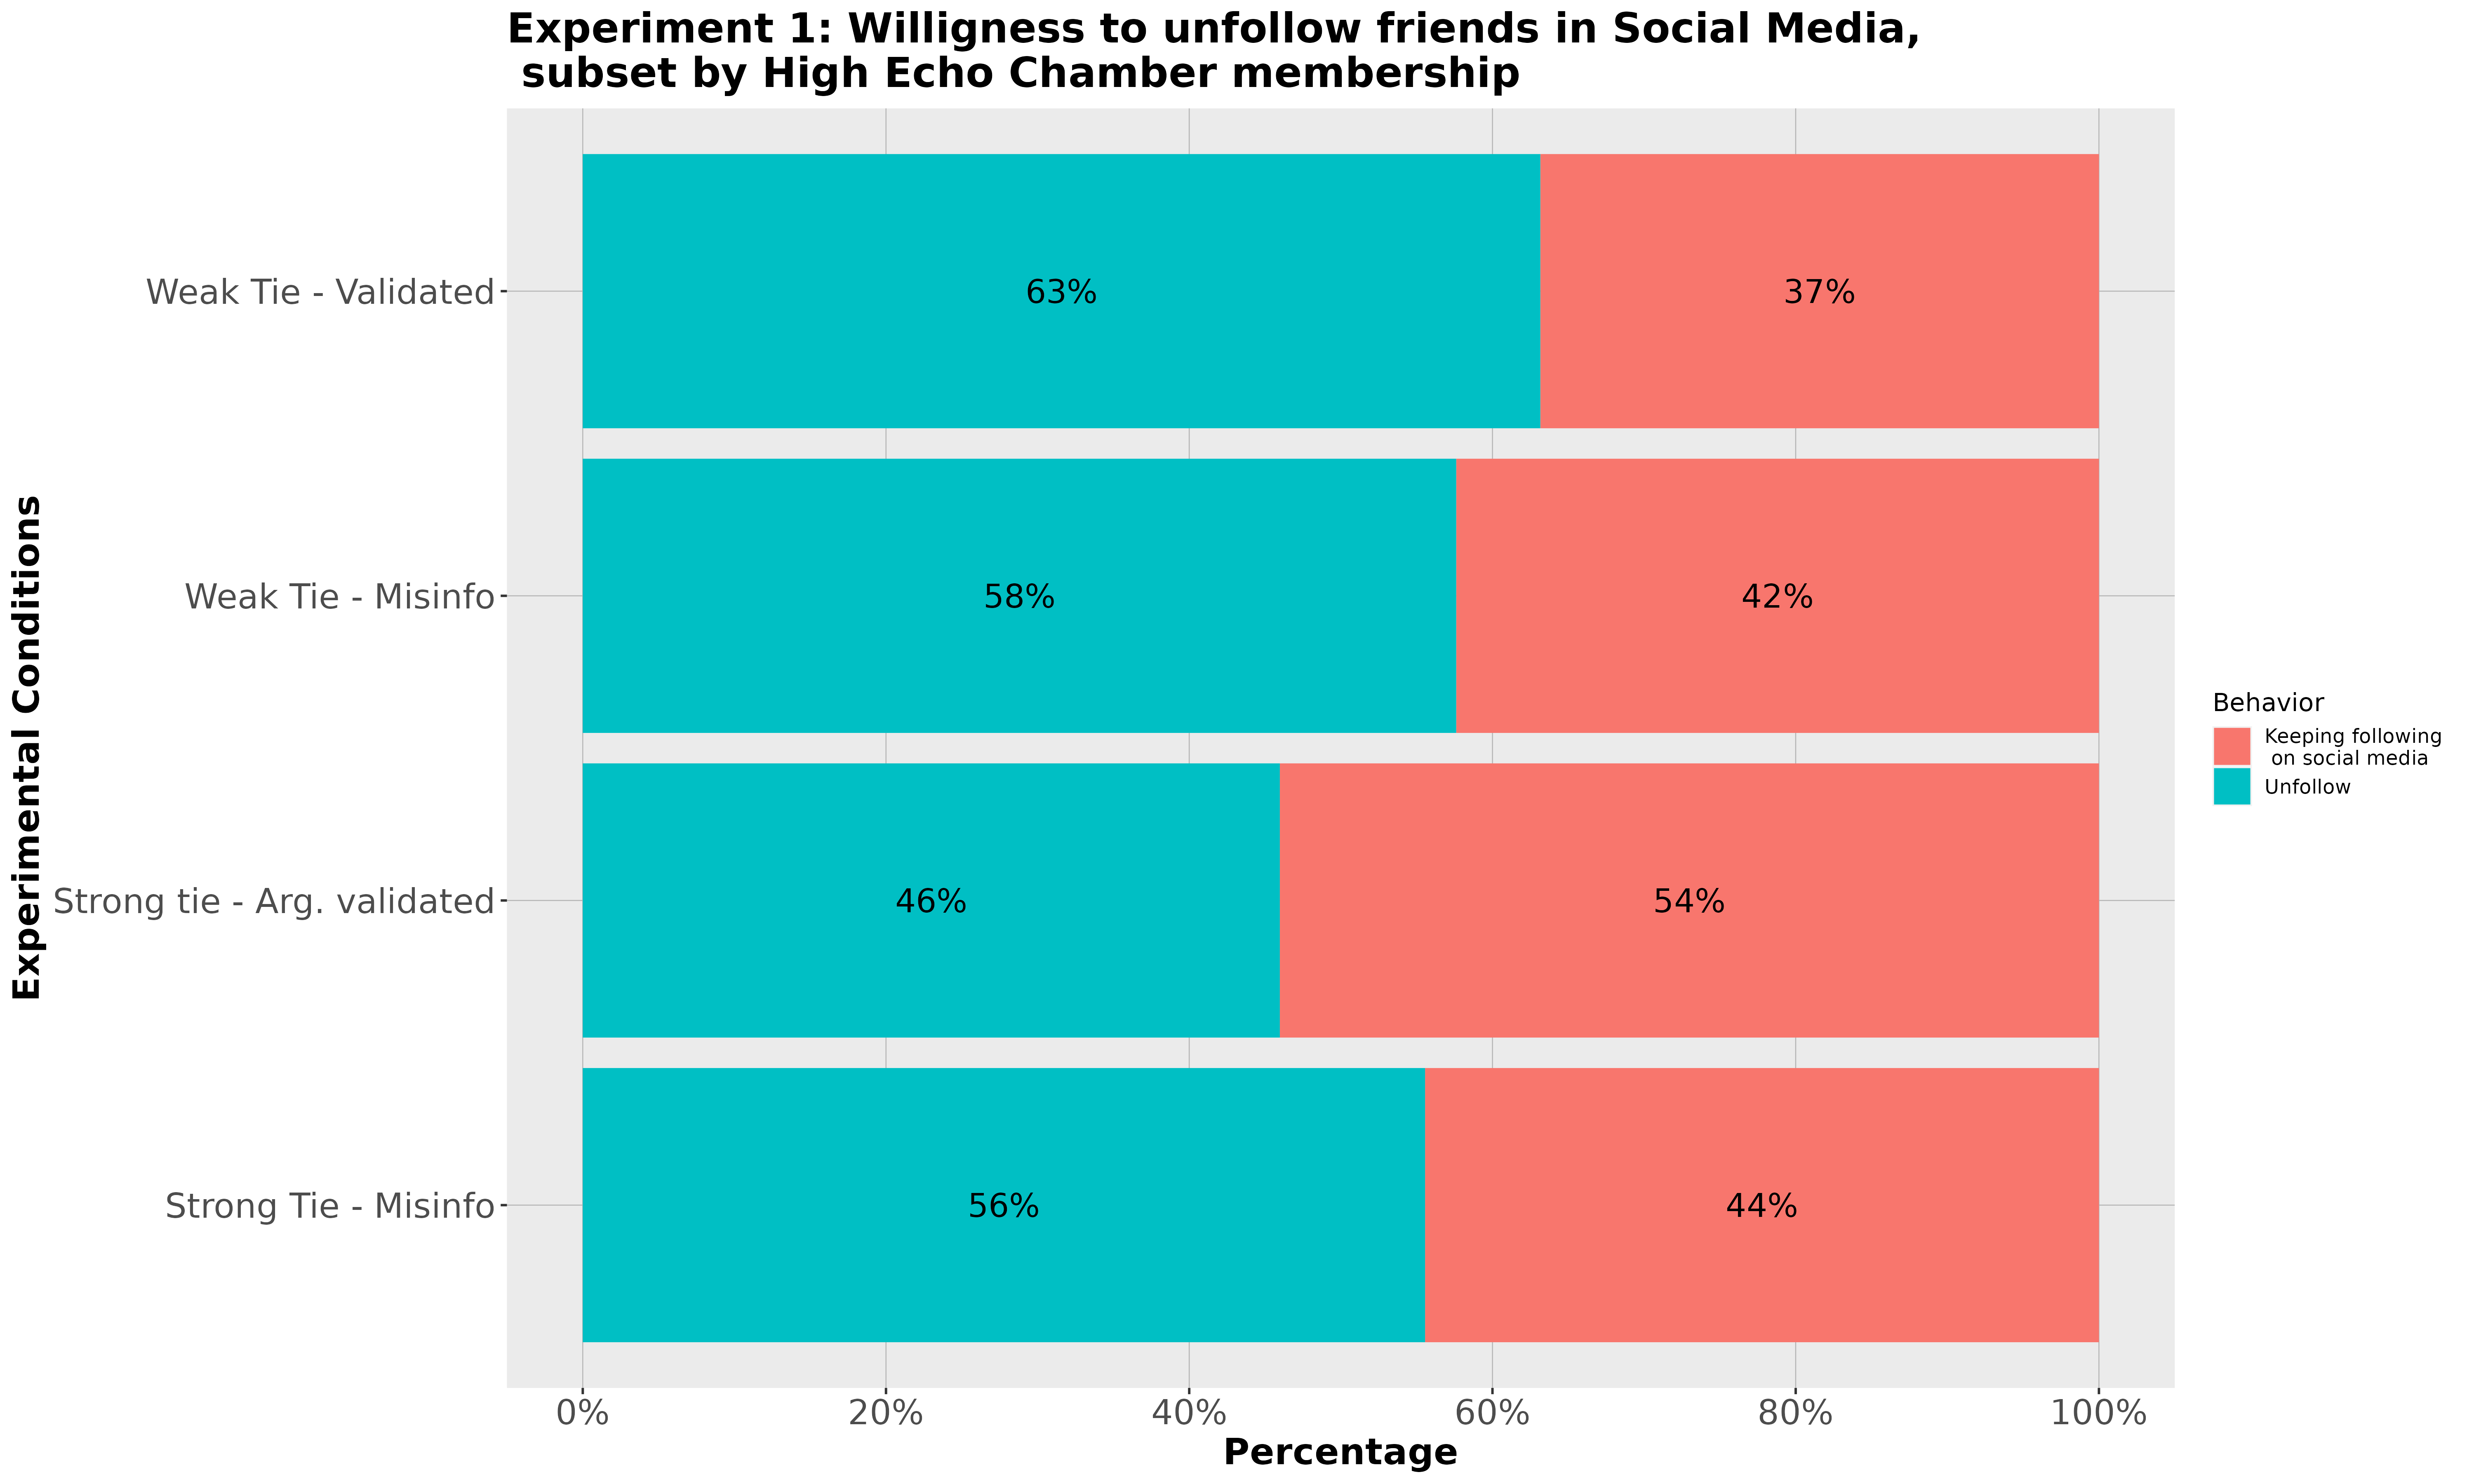 Experiment 1: Willigness to unfollow friends in Social Media,
subset by High Echo Chamber membership
Experimental Conditions
Weak Tie - Validated
63%
37%
Weak Tie - Misinfo
58%
42%
Strong tie - Arg. validated
46%
54%
Strong Tie - Misinfo
56%
44%
0%
20%
40%
60%
80%
100%
Percentage
Behavior
Keeping following
on social media
Unfollow